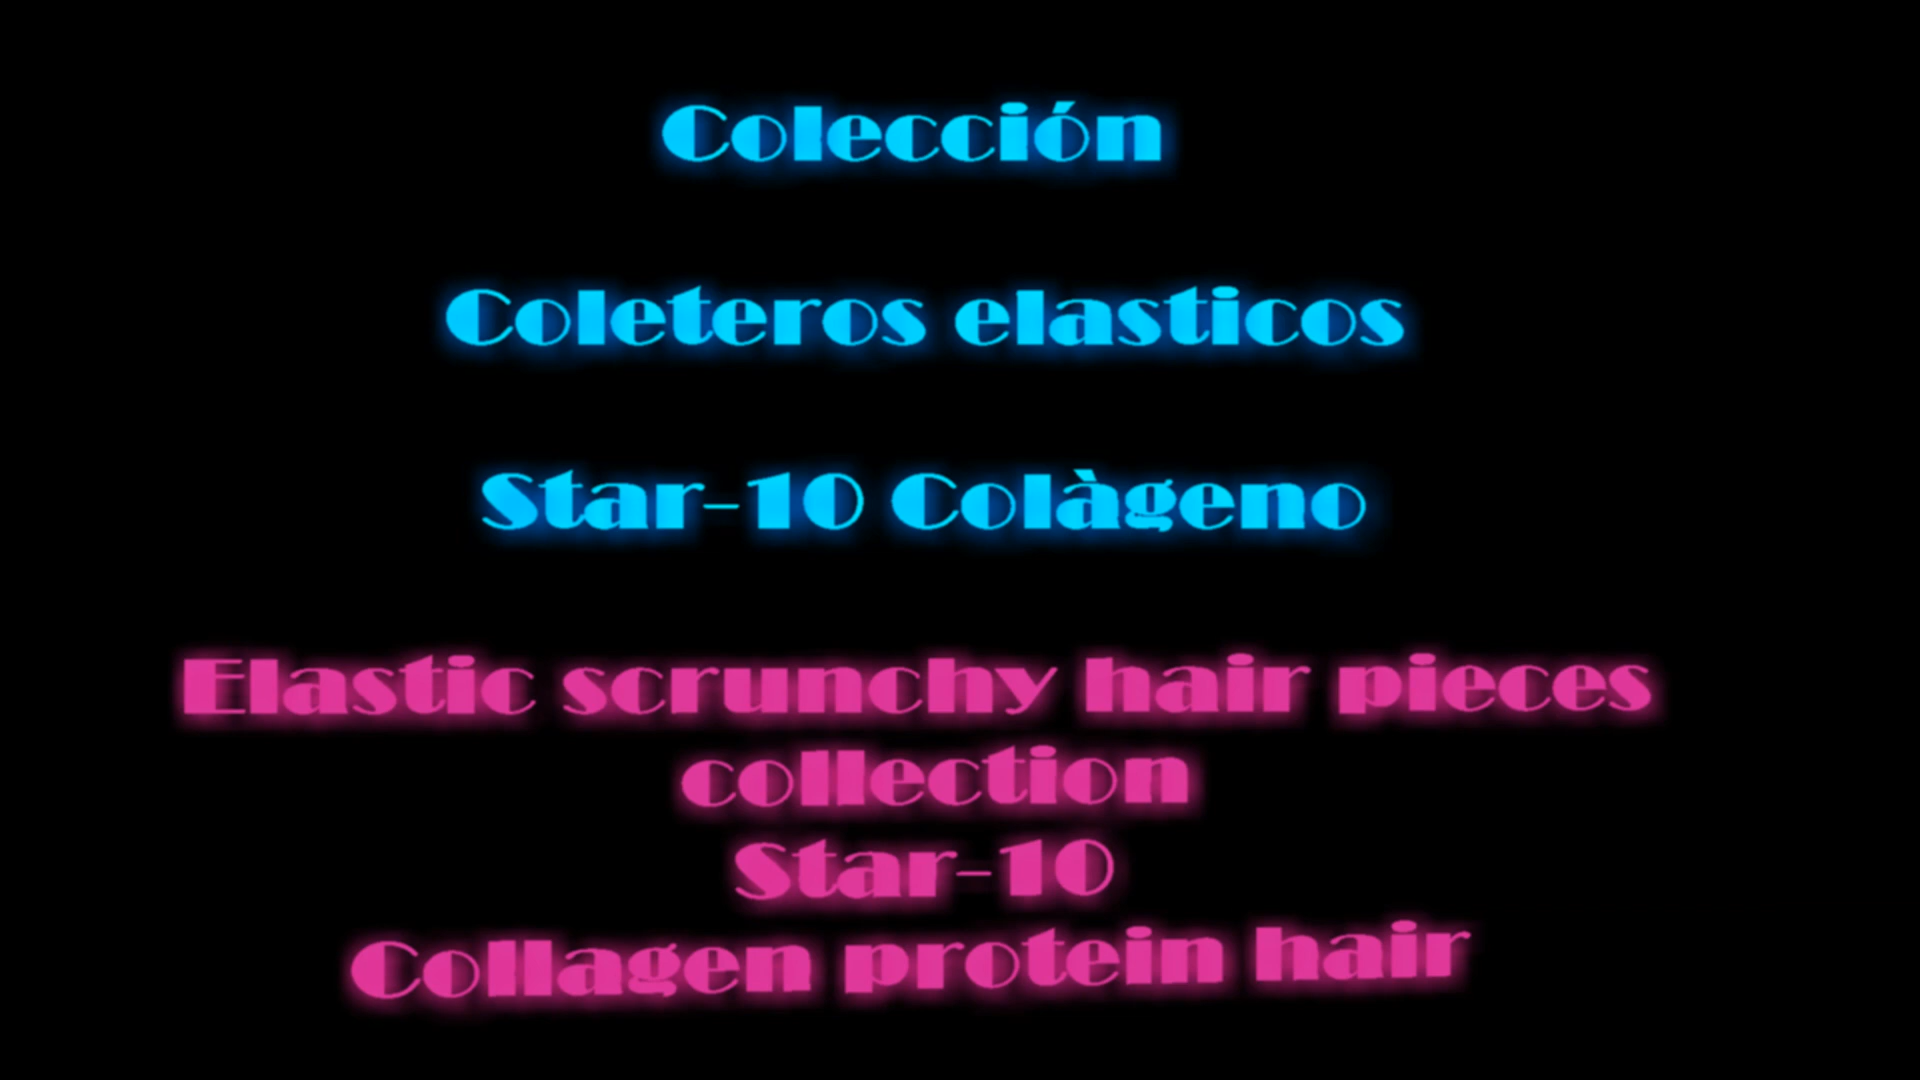 Colección
Coleteros elasticos
Star-10 Colàgeno
Elastic scrunchy hair pieces
collection
Star-10
Collagen protein hair